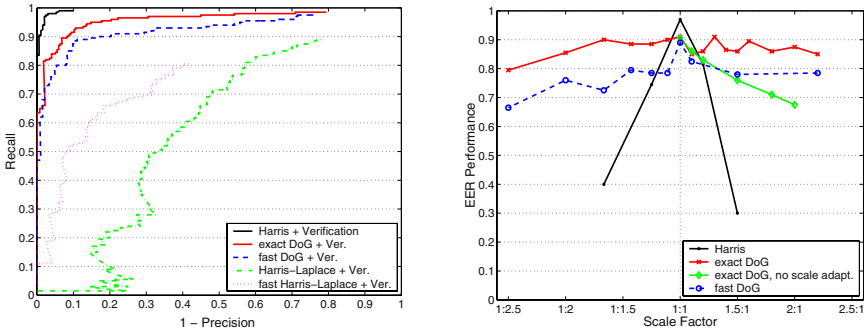 1
0.9
0.8
0.7
0.6
0.5
0.4
0.3
0.2
0.1
0
Recall
0 0.1 0.2 0.3 0.4 0.5 0.6 0.7 0.8 0.9 1
1 − Precision
Harris + Verification
exact DoG + Ver.
fast DoG + Ver.
Harris−Laplace + Ver.
fast Harris−Laplace + Ver.
1
0.9
0.8
0.7
0.6
0.5
0.4
0.3
0.2
0.1
0
EER Performance
1:2.5 1:2 1:1.5 1:1 1.5:1 2:1 2.5:1
Scale Factor
Harris
exact DoG
exact DoG, no scale adapt.
fast DoG